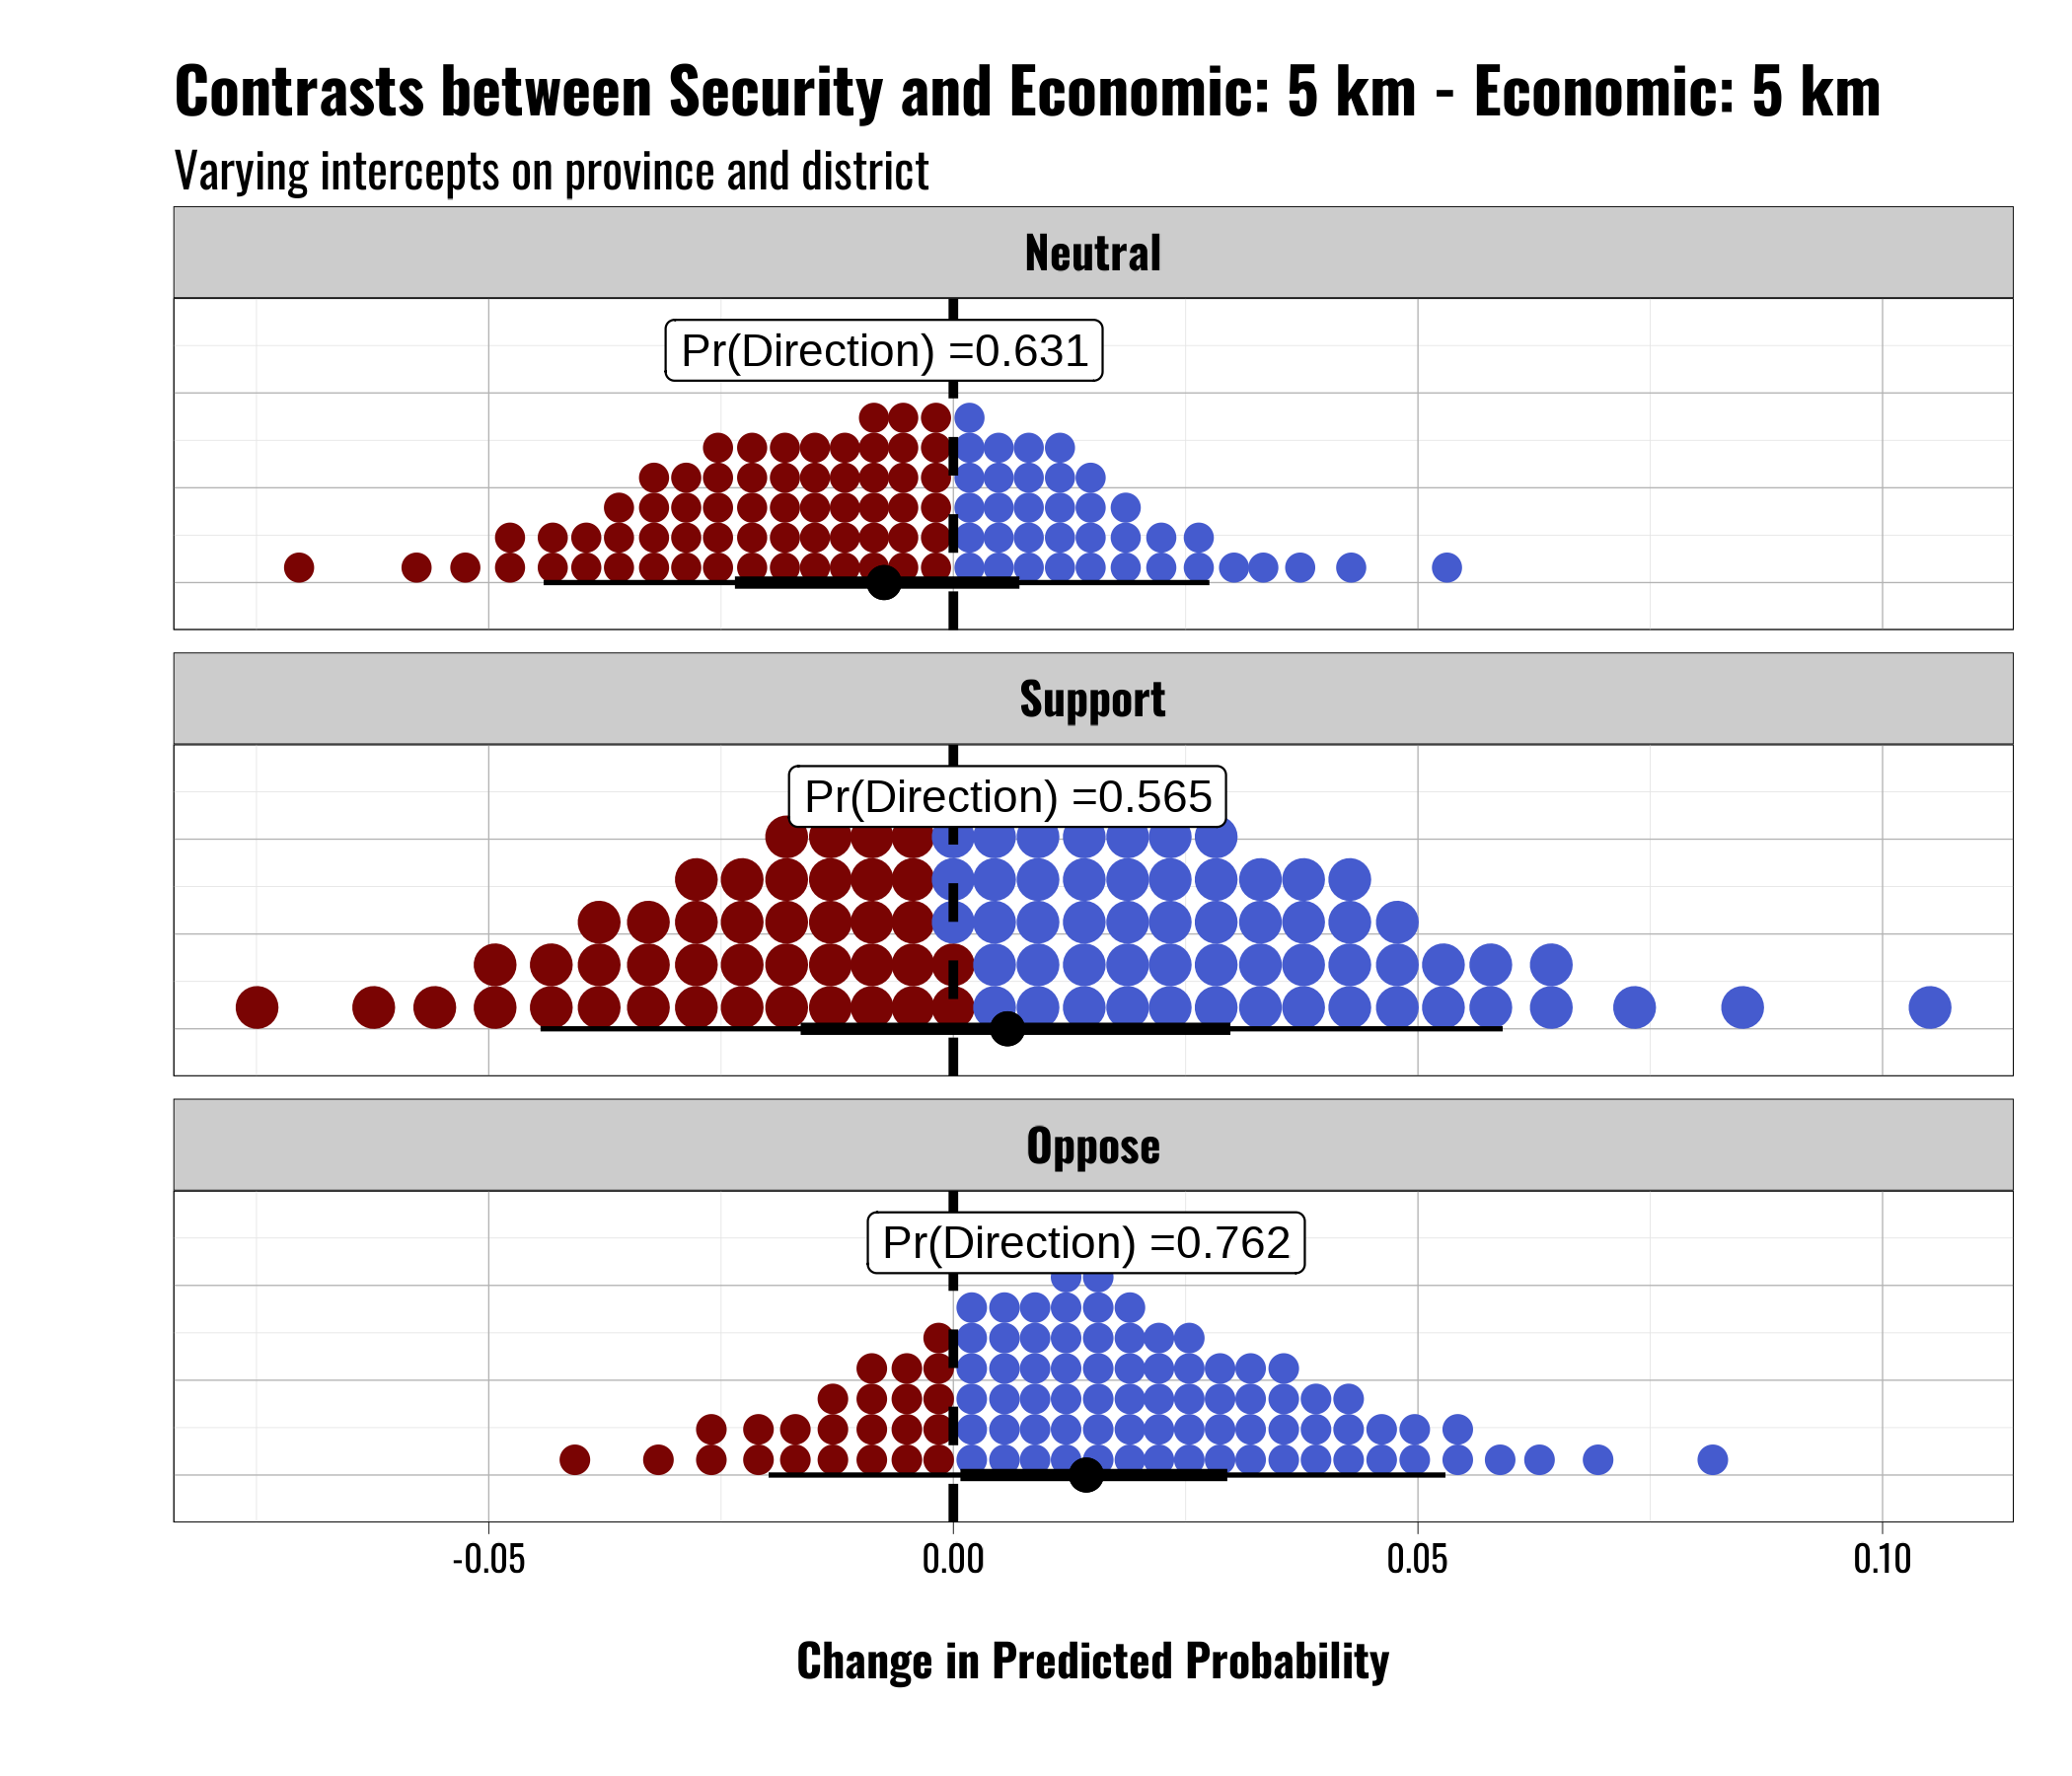 Contrasts between Security and Economic: 5 km - Economic: 5 km
Varying intercepts on province and district
Neutral
Pr(Direction) =0.631
Support
Pr(Direction) =0.565
Oppose
Pr(Direction) =0.762
-0.05 0.00 0.05 0.10
Change in Predicted Probability